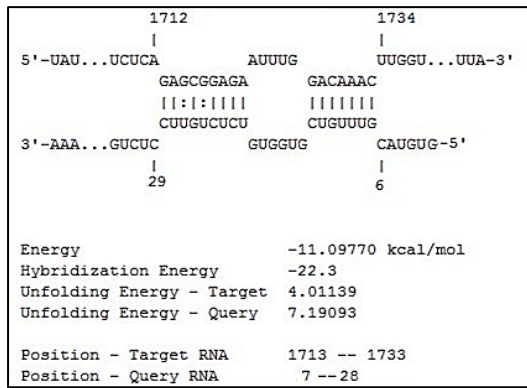 1712 1734
| |
5'-UAU...UCUCA AUUUG UUGGU...UUA-3'
GAGCGGAGA GACAAAC
||:|:|||| |||||||
CUUGUCUCU CUGUUUG
3'-AAA...GUCUC GUGGUG CAUGUG-5'
| |
29 6
Energy -11.09770 kcal/mol
Hybridization Energy -22.3
Unfolding Energy - Target 4.01139
Unfolding Energy - Query 7.19093
Position - Target RNA 1713 -- 1733
Position - Query RNA 7 --28